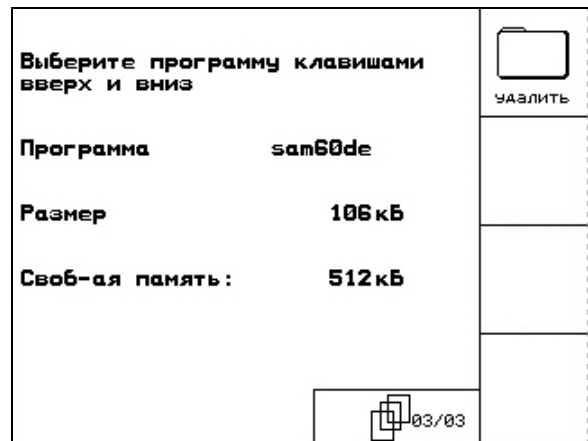 Выберите программу клавишами
вверх и вниз
удалить
Программа sam60de
Размер 106кБ
Своб-ая память: 512кБ
03/03